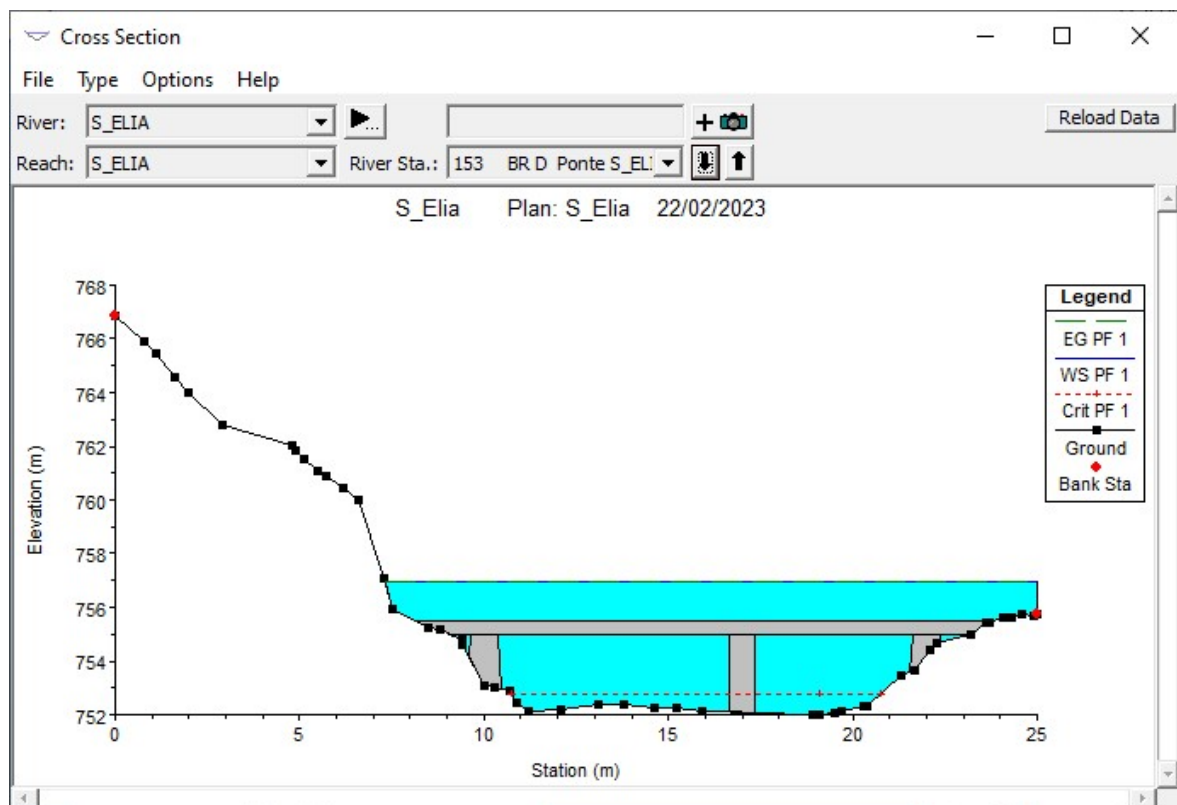 Cross Section
File Type Options Help
River: S_ELIA Reload Data
Reach: S_ELIA River Sta.: 153 BR D Ponte S_ELI
S_Elia Plan: S_Elia 22/02/2023
Legend
EG PF 1
WS PF 1
Crit PF 1
Ground
Bank Sta
Elevation (m)
768
766
764
762
760
758
756
754
752
0 5 10 15 20 25
Station (m)